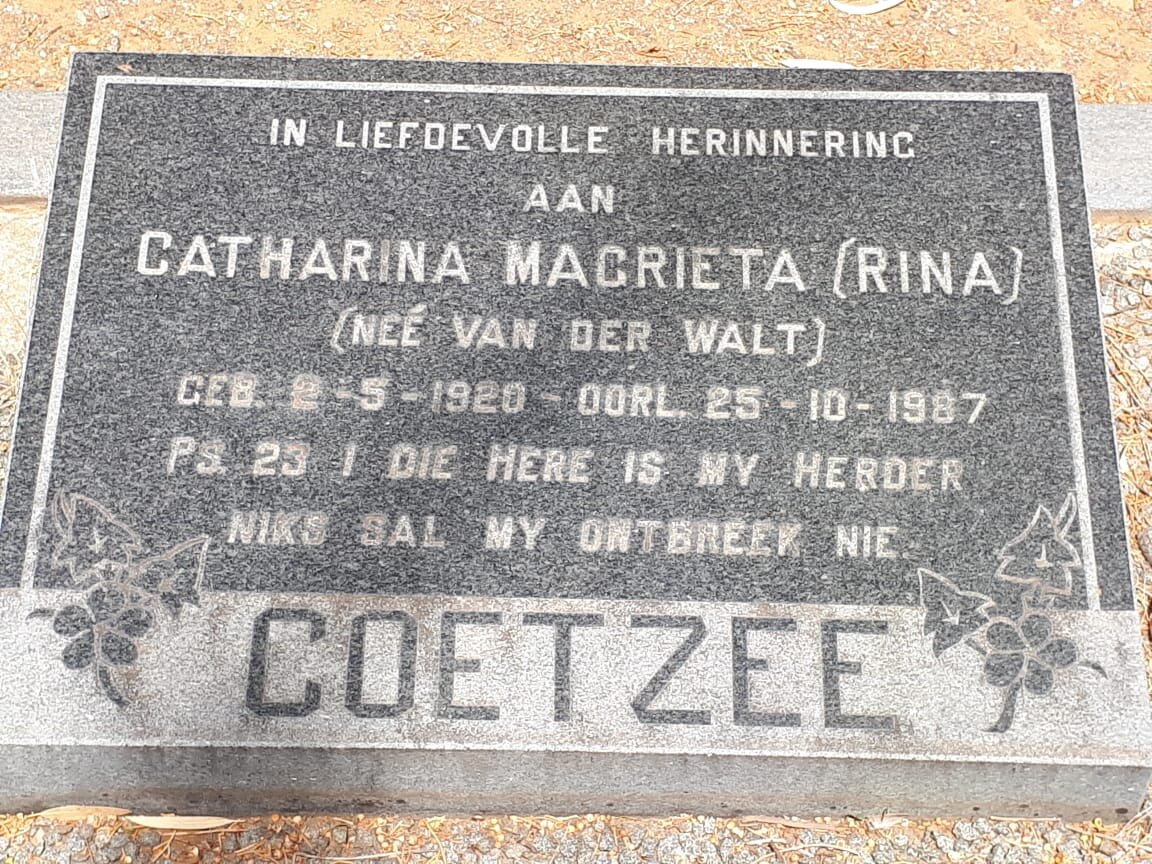 IN LIEFDEVOLLE HERINNERING
AAN
CATHARINA MAGRIETA (RINA)
(NEÉ VAN DER WALT)
GEB. 2-5-1920 - OORL. 25-10-1987
PS. 23 1 DIE HERE IS MY HERDER
NIKS SAL MY ONTBREEK NIE.
COETZEE